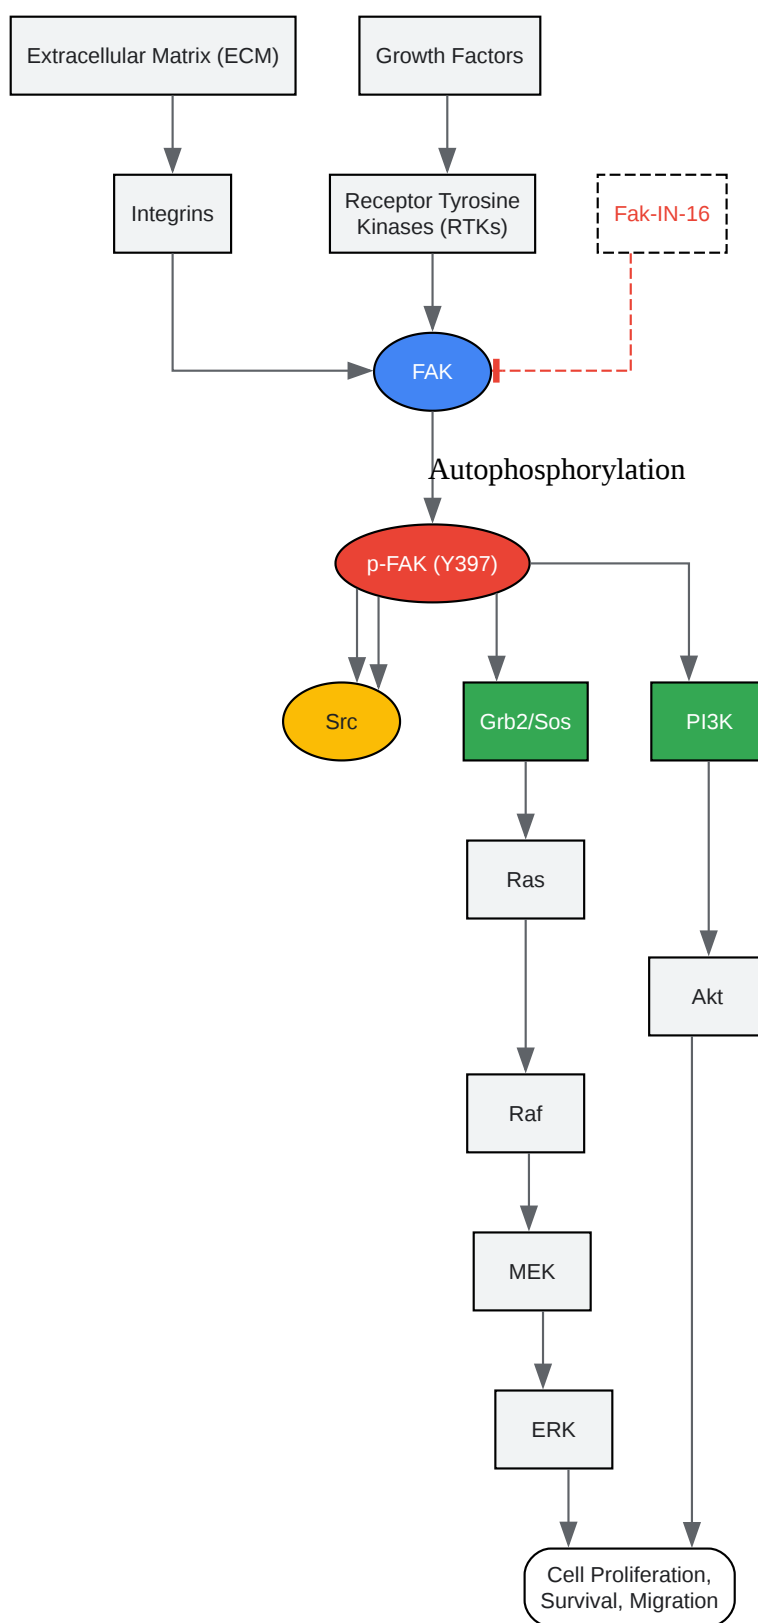 Extracellular Matrix (ECM)
Growth Factors
Integrins
Receptor Tyrosine
Kinases (RTKs)
Fak-IN-16
FAK
Autophosphorylation
p-FAK (Y397)
Src
Grb2/Sos
PI3K
Ras
Akt
Raf
MEK
ERK
Cell Proliferation,
Survival, Migration